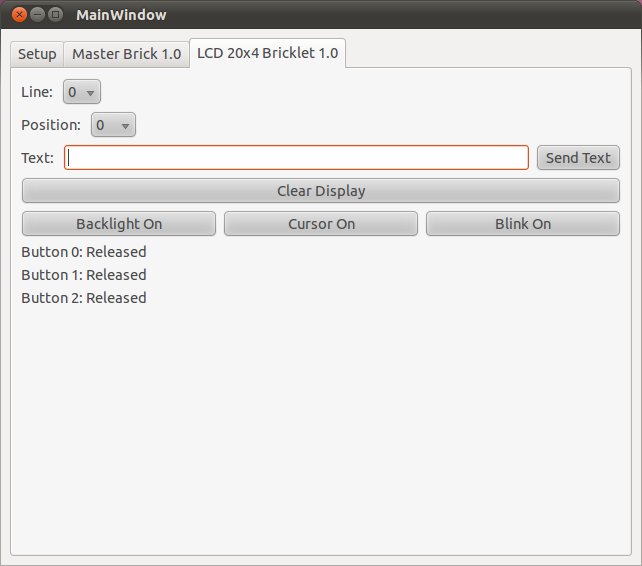 MainWindow
Setup Master Brick 1.0 LCD 20x4 Bricklet 1.0
Line: 0
Position: 0
Text: Send Text
Clear Display
Backlight On Cursor On Blink On
Button 0: Released
Button 1: Released
Button 2: Released